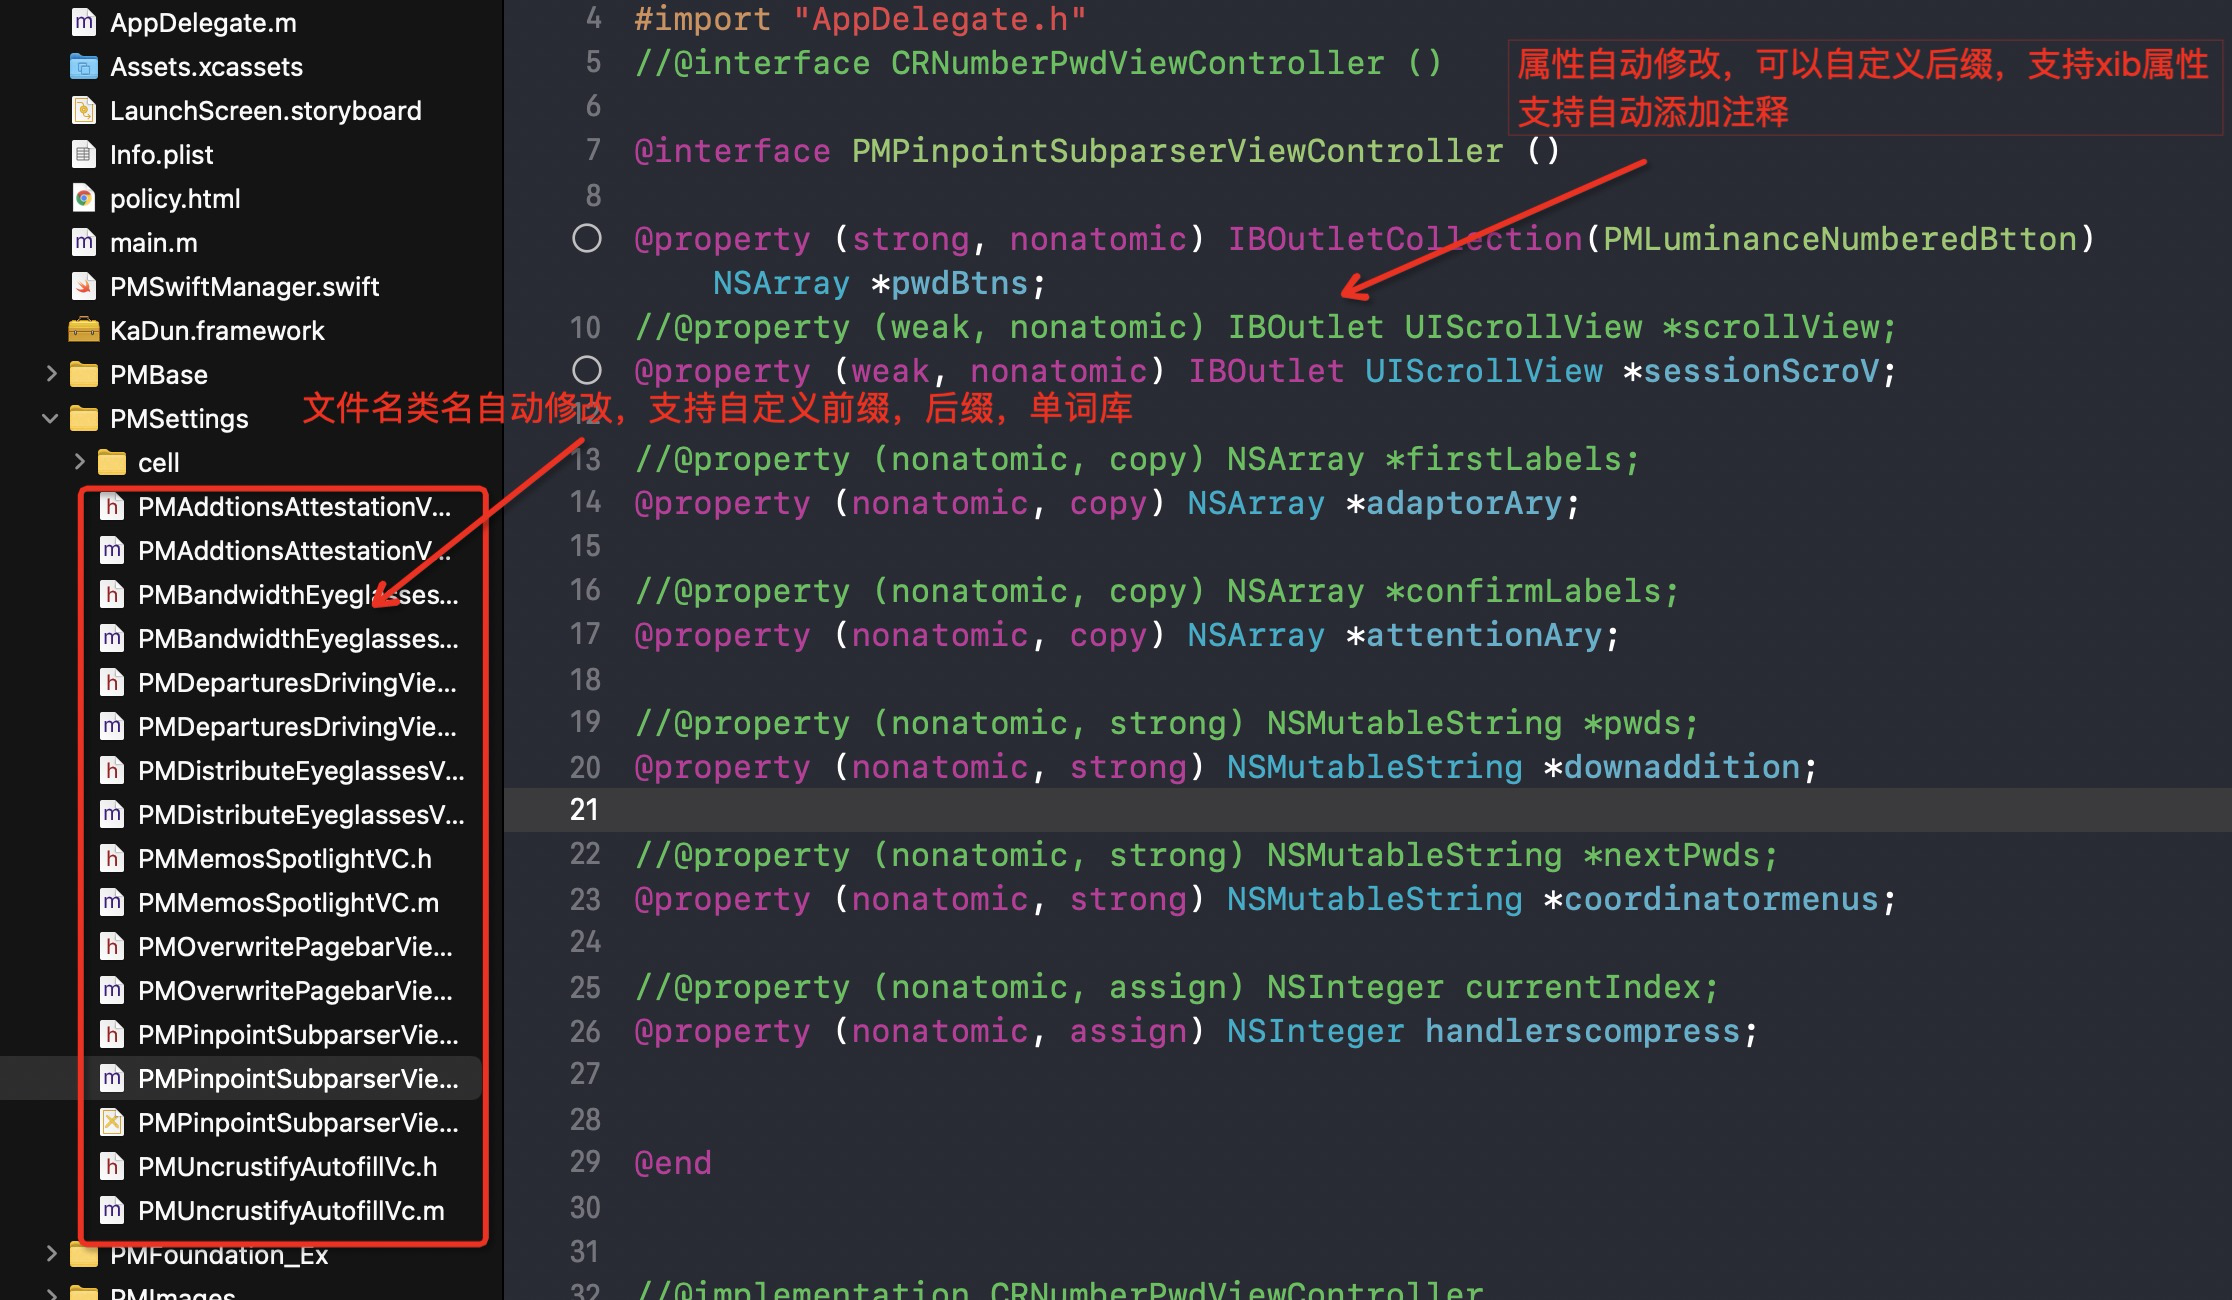 AppDelegate.m
Assets.xcassets
LaunchScreen.storyboard
Info.plist
policy.html
main.m
PMSwiftManager.swift
KaDun.framework
PMBase
PMSettings
cell
PMAddtionsAttestationV...
PMAddtionsAttestationV...
PMBandwidthEyeglasses...
PMBandwidthEyeglasses...
PMDeparturesDrivingVie...
PMDeparturesDrivingVie...
PMDistributeEyeglassesV...
PMDistributeEyeglassesV...
PMMemosSpotlightVC.h
PMMemosSpotlightVC.m
PMOverwritePagebarVie...
PMOverwritePagebarVie...
PMPinpointSubparserVie...
PMPinpointSubparserVie...
PMPinpointSubparserVie...
PMUncrustifyAutofillVc.h
PMUncrustifyAutofillVc.m
PMFoundation_Ex
PMImages
文件名类名自动修改，支持自定义前缀，后缀，单词库
属性自动修改，可以自定义后缀，支持xib属性
支持自动添加注释
4 #import "AppDelegate.h"
5 //@interface CRNumberPwdViewController ()
6
7 @interface PMPinpointSubparserViewController ()
8
@property (strong, nonatomic) IBOutletCollection(PMLuminanceNumberedBtton)
NSArray *pwdBtns;
10 //@property (weak, nonatomic) IBOutlet UIScrollView *scrollView;
@property (weak, nonatomic) IBOutlet UIScrollView *sessionScroV;
12
13 //@property (nonatomic, copy) NSArray *firstLabels;
14 @property (nonatomic, copy) NSArray *adaptorAry;
15
16 //@property (nonatomic, copy) NSArray *confirmLabels;
17 @property (nonatomic, copy) NSArray *attentionAry;
18
19 //@property (nonatomic, strong) NSMutableString *pwds;
20 @property (nonatomic, strong) NSMutableString *downaddition;
21
22 //@property (nonatomic, strong) NSMutableString *nextPwds;
23 @property (nonatomic, strong) NSMutableString *coordinatormenus;
24
25 //@property (nonatomic, assign) NSInteger currentIndex;
26 @property (nonatomic, assign) NSInteger handlerscompress;
27
28
29 @end
30
31
32 //@implementation CRNumberPwdViewController